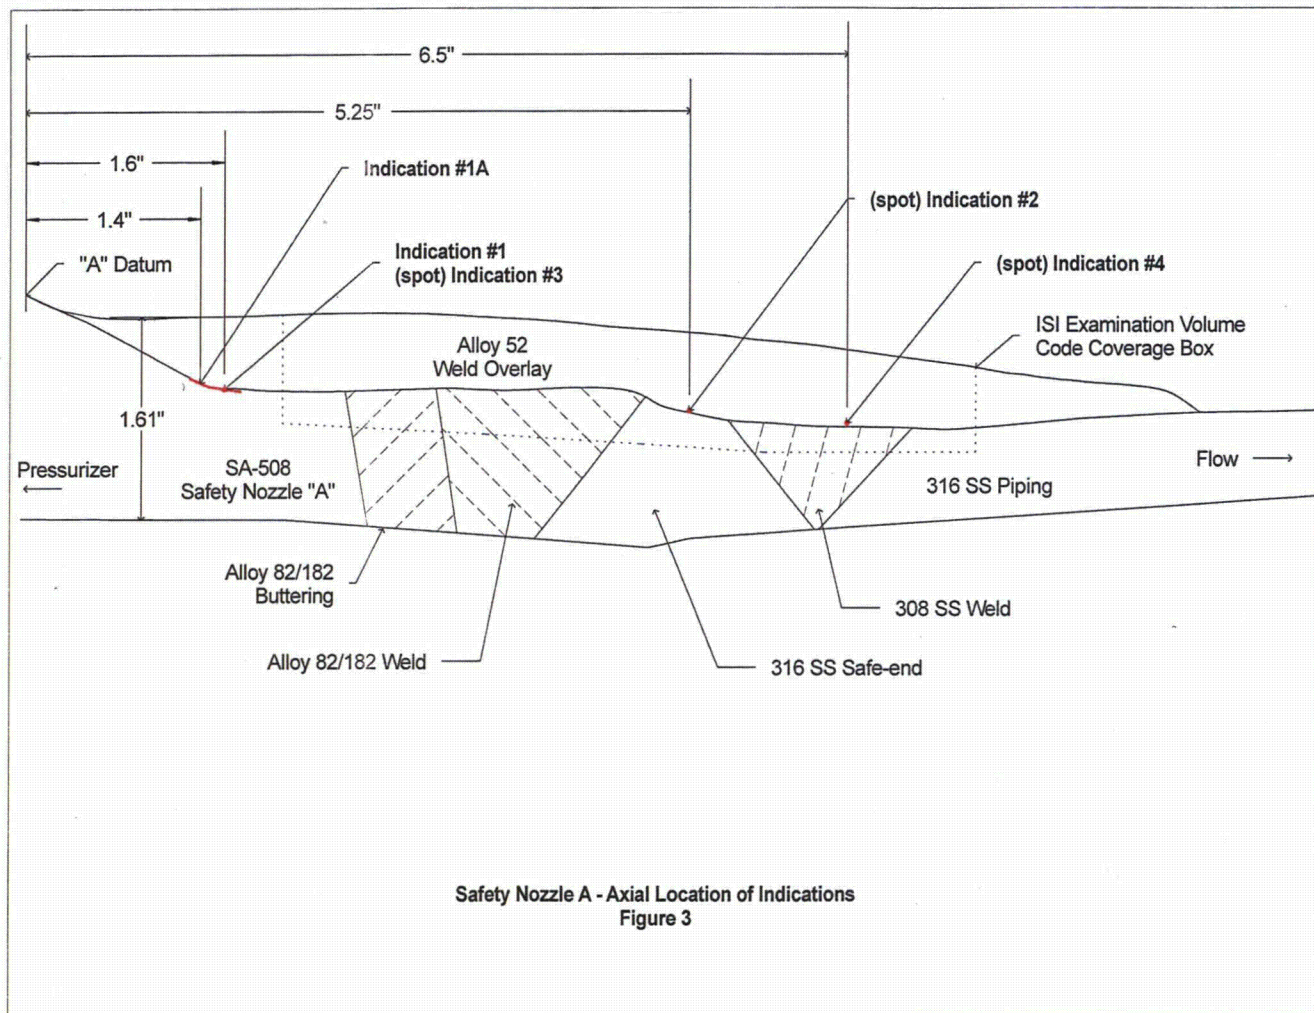 6.5"
5.25"
1.6"
Indication #1A
1.4"
(spot) Indication #2
Indication #1
(spot) Indication #3
"A" Datum
(spot) Indication #4
ISI Examination Volume
Code Coverage Box
Alloy 52
Weld Overlay
1.61"
Pressurizer
SA-508
Safety Nozzle "A"
Flow
316 SS Piping
Alloy 82/182
Buttering
308 SS Weld
Alloy 82/182 Weld
316 SS Safe-end
Safety Nozzle A - Axial Location of Indications
Figure 3